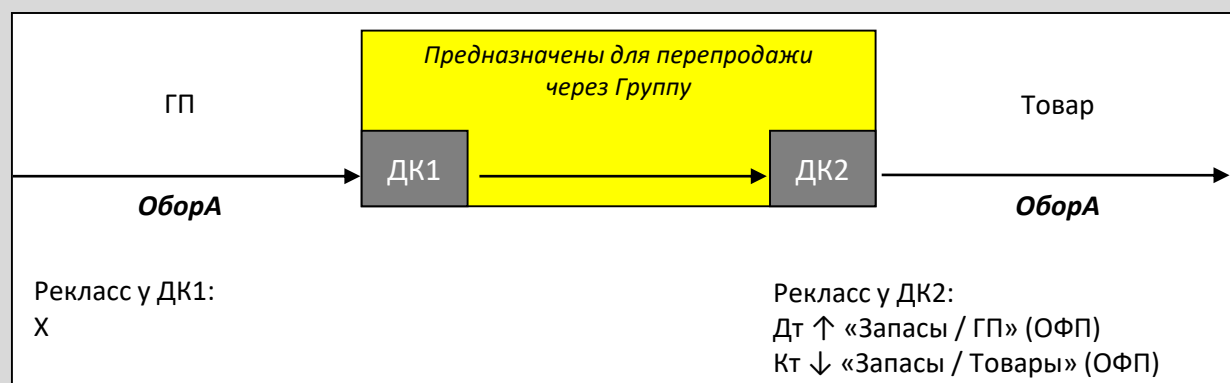 Предназначены для перепродажи
через Группу
ГП
Товар
ДК1
ДК2
ОборА
ОборА
Рекласс у ДК1:
Х
Рекласс у ДК2:
Дт ↑ «Запасы / ГП» (ОФП)
Кт ↓ «Запасы / Товары» (ОФП)